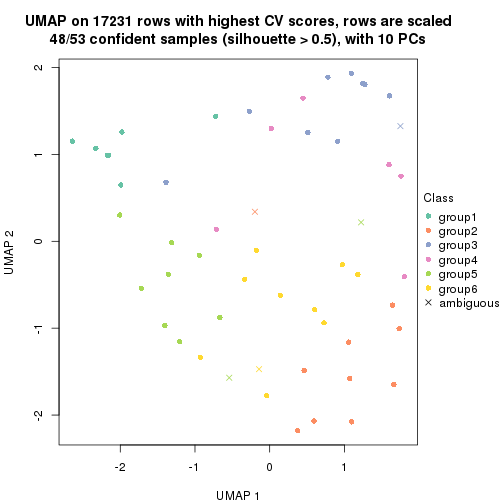 UMAP on 17231 rows with highest CV scores, rows are scaled
48/53 confident samples (silhouette > 0.5), with 10 PCs
2
1
0
-1
-2
UMAP 2
-2
-1
0
1
UMAP 1
Class
group1
group2
group3
group4
group5
group6
ambiguous